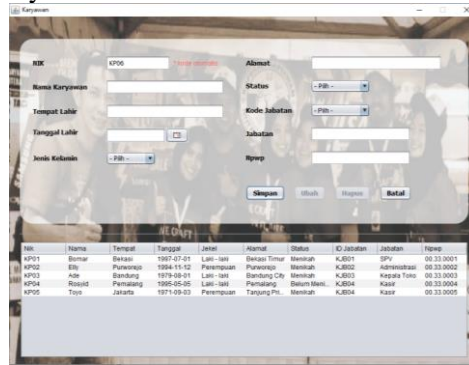 Karyawan
NIK KP06 Alamat
Nama Karyawan Status - Pilih -
Tempat Lahir Kode Jabatan - Pilih -
Tanggal Lahir Jabatan
Jenis Kelamin - Pilih - Npwp
Simpan Ubah Hapus Batal
Nik Nama Tempat Tanggal Jekel Alamat Status ID Jabatan Jabatan Npwp
KP01 Bomar Bekasi 1997-07-01 Laki - laki Bekasi Timur Menikah KJB01 SPV 00.33.0001
KP02 Elly Purworejo 1994-11-12 Perempuan Purworejo Menikah KJB02 Administrasi 00.33.0002
KP03 Ade Bandung 1979-08-01 Laki - laki Bandung City Menikah KJB03 Kepala Toko 00.33.0003
KP04 Rosyid Pemalang 1995-05-05 Laki - laki Pemalang Belum Meni... KJB04 Kasir 00.33.0004
KP05 Toyo Jakarta 1971-09-03 Perempuan Tanjung Pri... Menikah KJB04 Kasir 00.33.0005